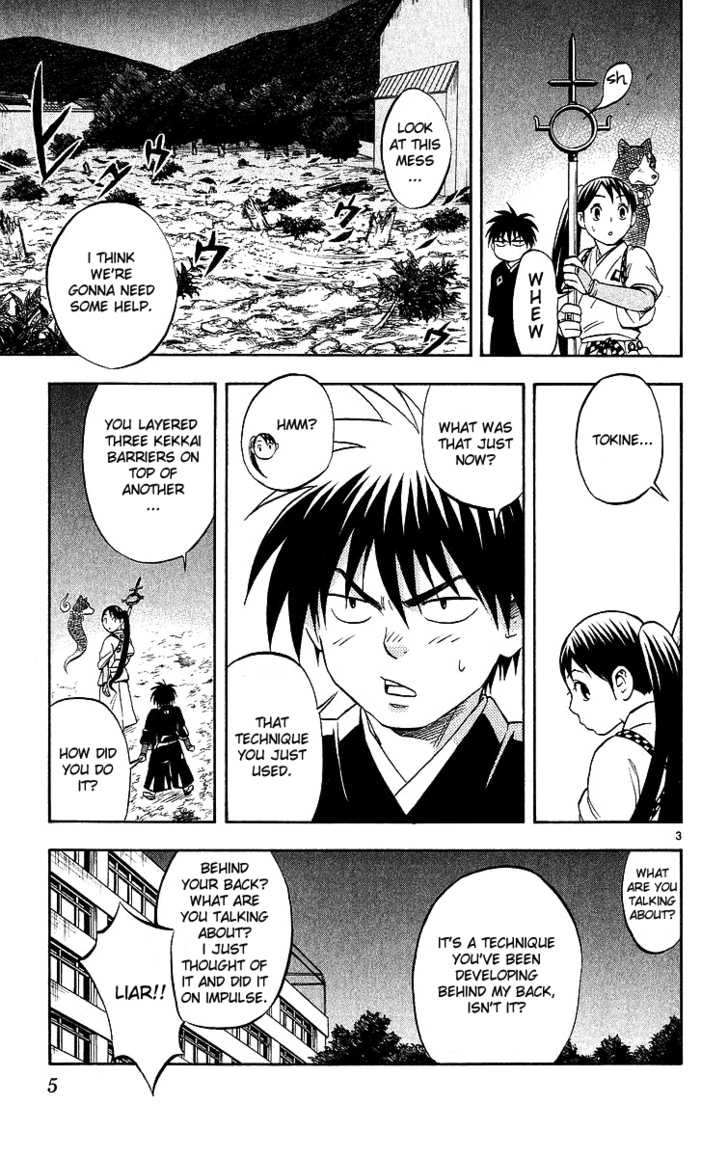 sh
WHEW
LOOK
AT THIS
MESS
...
I THINK
WE'RE
GONNA NEED
SOME HELP.
TOKINE...
WHAT WAS
THAT JUST
NOW?
HMM?
THAT
TECHNIQUE
YOU JUST
USED.
YOU LAYERED
THREE KEKKAI
BARRIERS ON
TOP OF
ANOTHER
...
HOW DID
YOU DO
IT?
3
WHAT
ARE YOU
TALKING
ABOUT?
IT'S A
TECHNIQUE
YOU'VE BEEN
DEVELOPING
BEHIND MY BACK,
ISN'T IT?
BEHIND
YOUR BACK?
WHAT ARE
YOU TALKING
ABOUT?
I JUST
THOUGHT OF
IT AND DID IT
ON IMPULSE.
LIAR!!
5